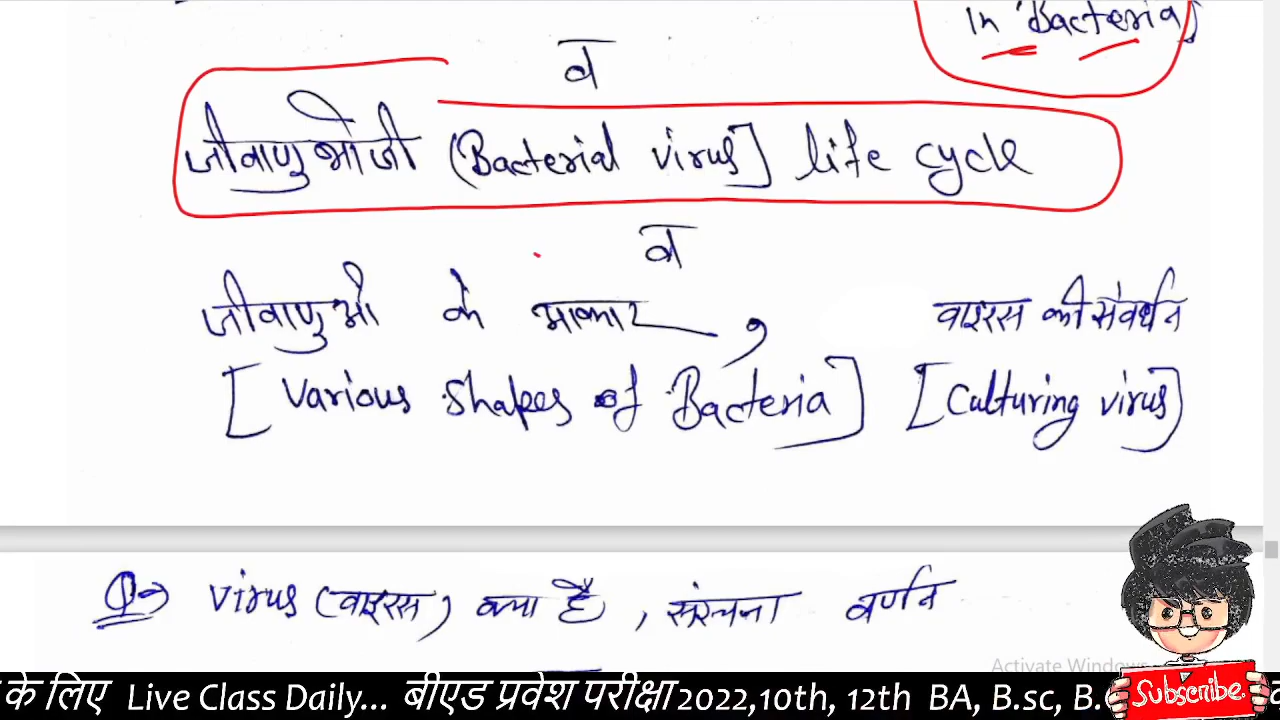 in Bacteria
व
जीवाणुभोजी (Bacterial virus] life cycle
व
जीवाणुओ के आकार, वाइरस की संवर्धन
[Various Shapes of Bacteria] [Culturing virus]
Q→ Virus (वाइरस) क्या है, संरचना वर्णन
Activate Windows
के लिए Live Class Daily... बीएड प्रवेश परीक्षा 2022,10th, 12th BA, B.sc, B.
Subscribe